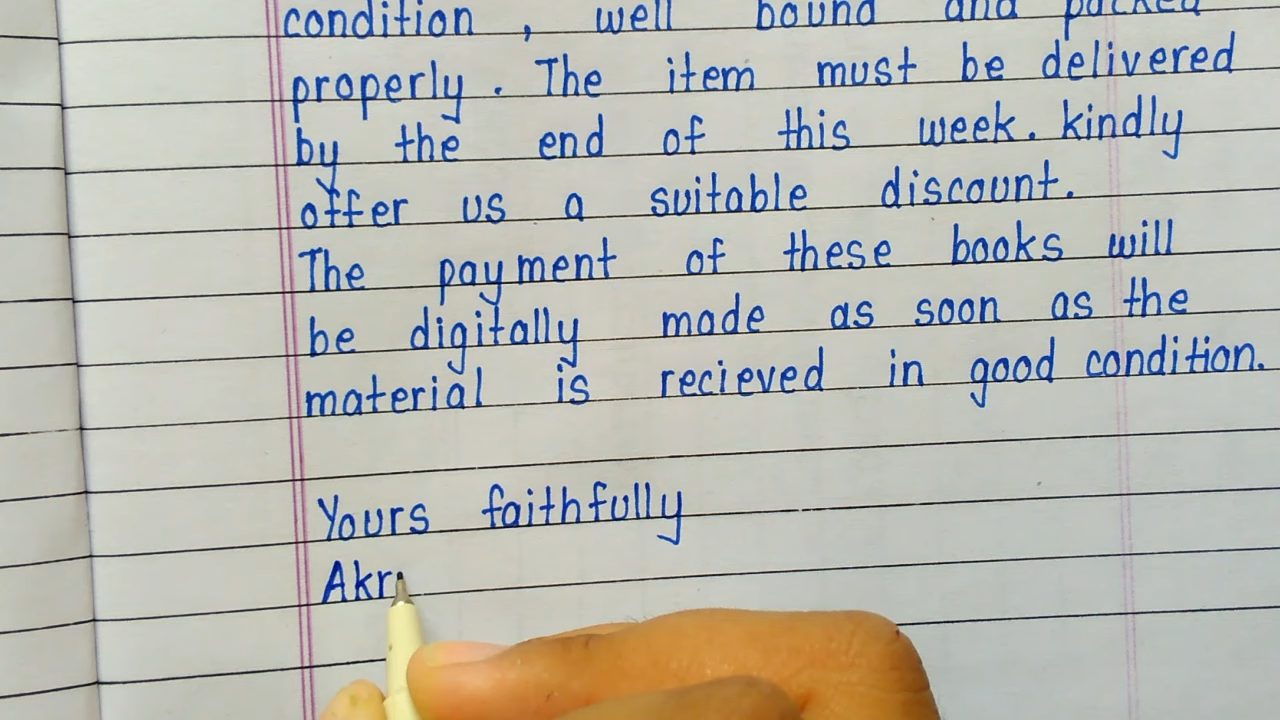 condition , well bound and packed
properly . The item must be delivered
by the end of this week. kindly
offer us a suitable discount.
The payment of these books will
be digitally made as soon as the
material is recieved in good condition.
Yours faithfully
Akr